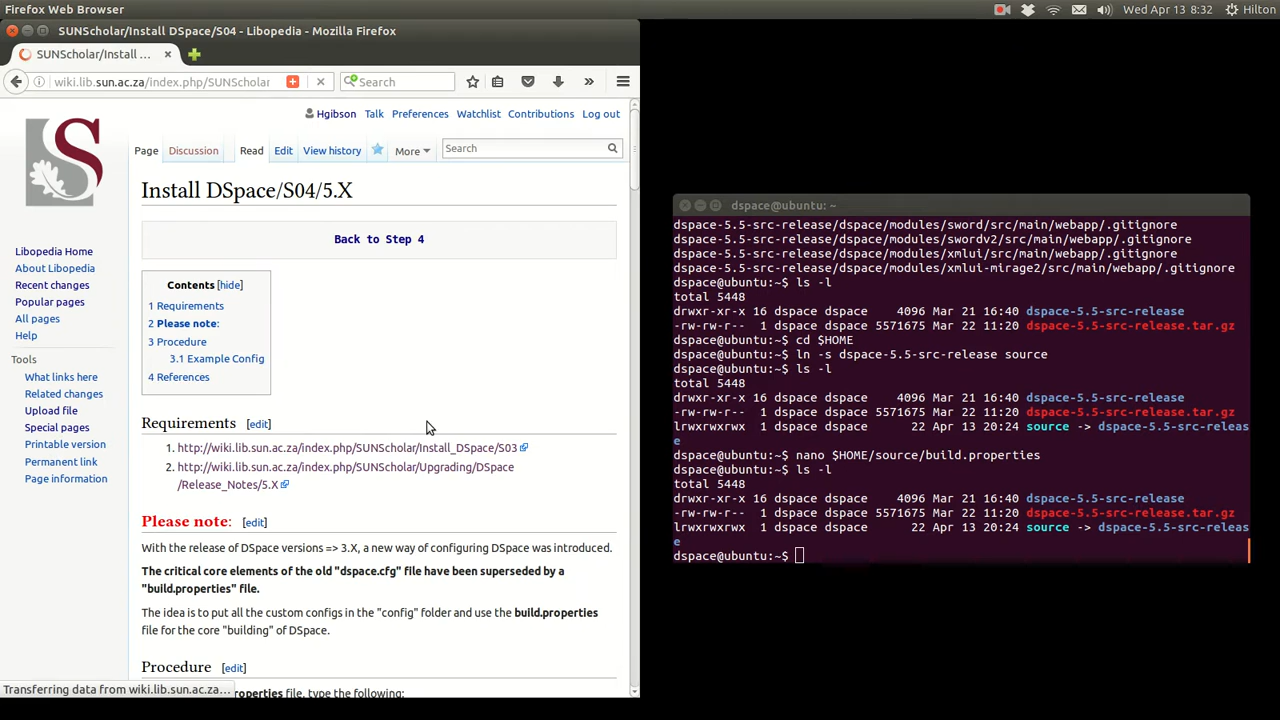 Firefox Web Browser
Wed Apr 13 8:32
Hilton
SUNScholar/Install DSpace/S04 - Libopedia - Mozilla Firefox
SUNScholar/Install ...
wiki.lib.sun.ac.za/index.php/SUNScholar
Search
Hgibson Talk Preferences Watchlist Contributions Log out
Page Discussion Read Edit View history More Search
S
Install DSpace/S04/5.X
Back to Step 4
Libopedia Home
About Libopedia
Recent changes
Popular pages
All pages
Help
Tools
What links here
Related changes
Upload file
Special pages
Printable version
Permanent link
Page information
Contents [hide]
1 Requirements
2 Please note:
3 Procedure
3.1 Example Config
4 References
Requirements [edit]
1. http://wiki.lib.sun.ac.za/index.php/SUNScholar/Install_DSpace/S03
2. http://wiki.lib.sun.ac.za/index.php/SUNScholar/Upgrading/DSpace
/Release_Notes/5.X
Please note: [edit]
With the release of DSpace versions => 3.X, a new way of configuring DSpace was introduced.
The critical core elements of the old "dspace.cfg" file have been superseded by a
"build.properties" file.
The idea is to put all the custom configs in the "config" folder and use the build.properties
file for the core "building" of DSpace.
Procedure [edit]
properties file, type the following:
Transferring data from wiki.lib.sun.ac.za...
dspace@ubuntu: ~
dspace-5.5-src-release/dspace/modules/sword/src/main/webapp/.gitignore
dspace-5.5-src-release/dspace/modules/swordv2/src/main/webapp/.gitignore
dspace-5.5-src-release/dspace/modules/xmlui/src/main/webapp/.gitignore
dspace-5.5-src-release/dspace/modules/xmlui-mirage2/src/main/webapp/.gitignore
dspace@ubuntu:~$ ls -l
total 5448
drwxr-xr-x 16 dspace dspace 4096 Mar 21 16:40 dspace-5.5-src-release
-rw-rw-r-- 1 dspace dspace 5571675 Mar 22 11:20 dspace-5.5-src-release.tar.gz
dspace@ubuntu:~$ cd $HOME
dspace@ubuntu:~$ ln -s dspace-5.5-src-release source
dspace@ubuntu:~$ ls -l
total 5448
drwxr-xr-x 16 dspace dspace 4096 Mar 21 16:40 dspace-5.5-src-release
-rw-rw-r-- 1 dspace dspace 5571675 Mar 22 11:20 dspace-5.5-src-release.tar.gz
lrwxrwxrwx 1 dspace dspace 22 Apr 13 20:24 source -> dspace-5.5-src-releas
e
dspace@ubuntu:~$ nano $HOME/source/build.properties
dspace@ubuntu:~$ ls -l
total 5448
drwxr-xr-x 16 dspace dspace 4096 Mar 21 16:40 dspace-5.5-src-release
-rw-rw-r-- 1 dspace dspace 5571675 Mar 22 11:20 dspace-5.5-src-release.tar.gz
lrwxrwxrwx 1 dspace dspace 22 Apr 13 20:24 source -> dspace-5.5-src-releas
e
dspace@ubuntu:~$